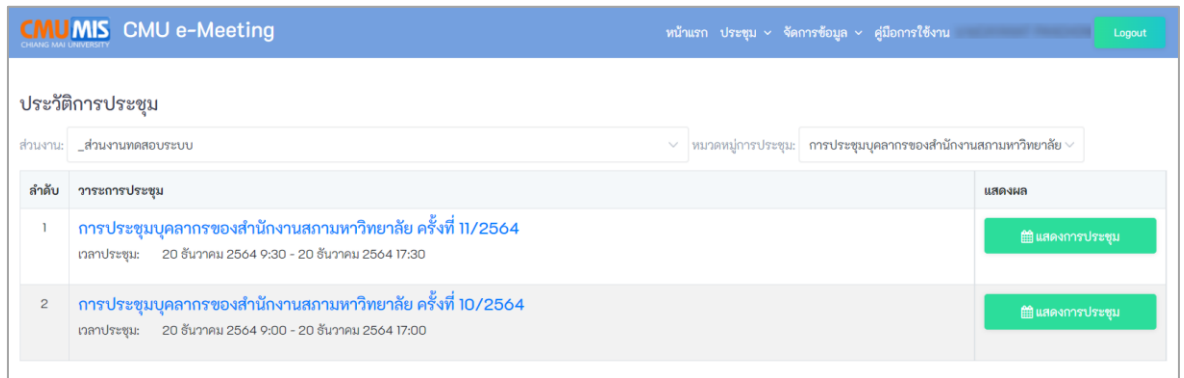 CMU MIS CMU e-Meeting หน้าแรก ประชุม จัดการข้อมูล คู่มือการใช้งาน Logout
CHIANG MAI UNIVERSITY
ประวัติการประชุม
ส่วนงาน: _ส่วนงานทดสอบระบบ หมวดหมู่การประชุม: การประชุมบุคลากรของสำนักงานสภามหาวิทยาลัย
ลำดับ วาระการประชุม แสดงผล
1 การประชุมบุคลากรของสำนักงานสภามหาวิทยาลัย ครั้งที่ 11/2564 แสดงการประชุม
เวลาประชุม: 20 ธันวาคม 2564 9:30 - 20 ธันวาคม 2564 17:30
2 การประชุมบุคลากรของสำนักงานสภามหาวิทยาลัย ครั้งที่ 10/2564 แสดงการประชุม
เวลาประชุม: 20 ธันวาคม 2564 9:00 - 20 ธันวาคม 2564 17:00